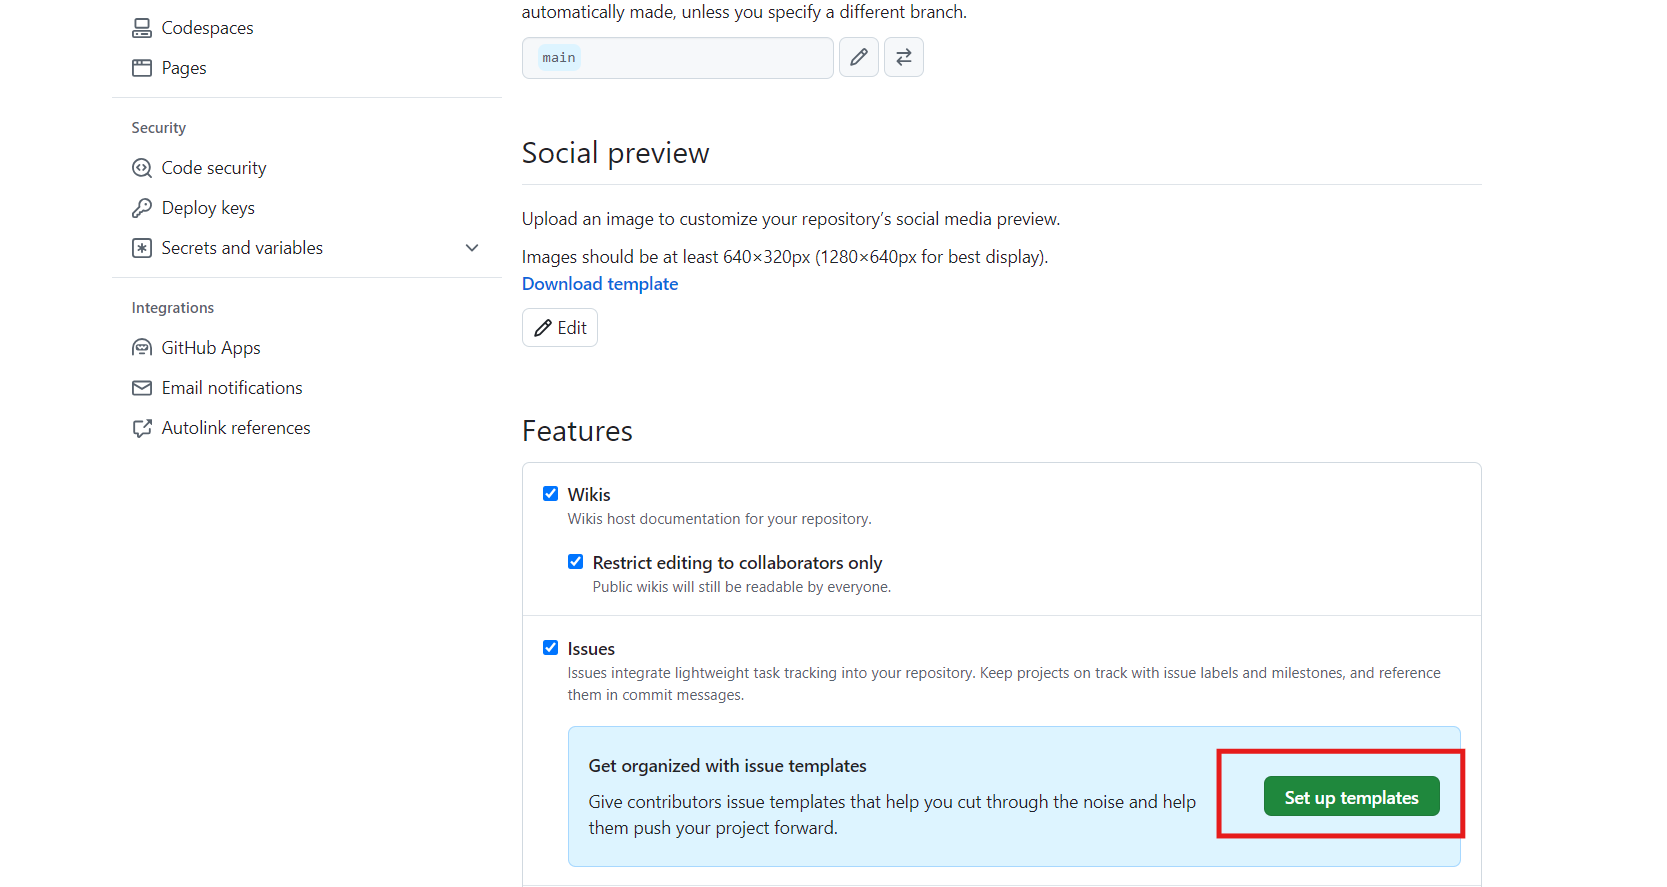 Codespaces
Pages
Security
Code security
Deploy keys
Secrets and variables
Integrations
GitHub Apps
Email notifications
Autolink references
automatically made, unless you specify a different branch.
main
Social preview
Upload an image to customize your repository’s social media preview.
Images should be at least 640×320px (1280×640px for best display).
Download template
Edit
Features
Wikis
Wikis host documentation for your repository.
Restrict editing to collaborators only
Public wikis will still be readable by everyone.
Issues
Issues integrate lightweight task tracking into your repository. Keep projects on track with issue labels and milestones, and reference
them in commit messages.
Get organized with issue templates
Give contributors issue templates that help you cut through the noise and help
them push your project forward.
Set up templates